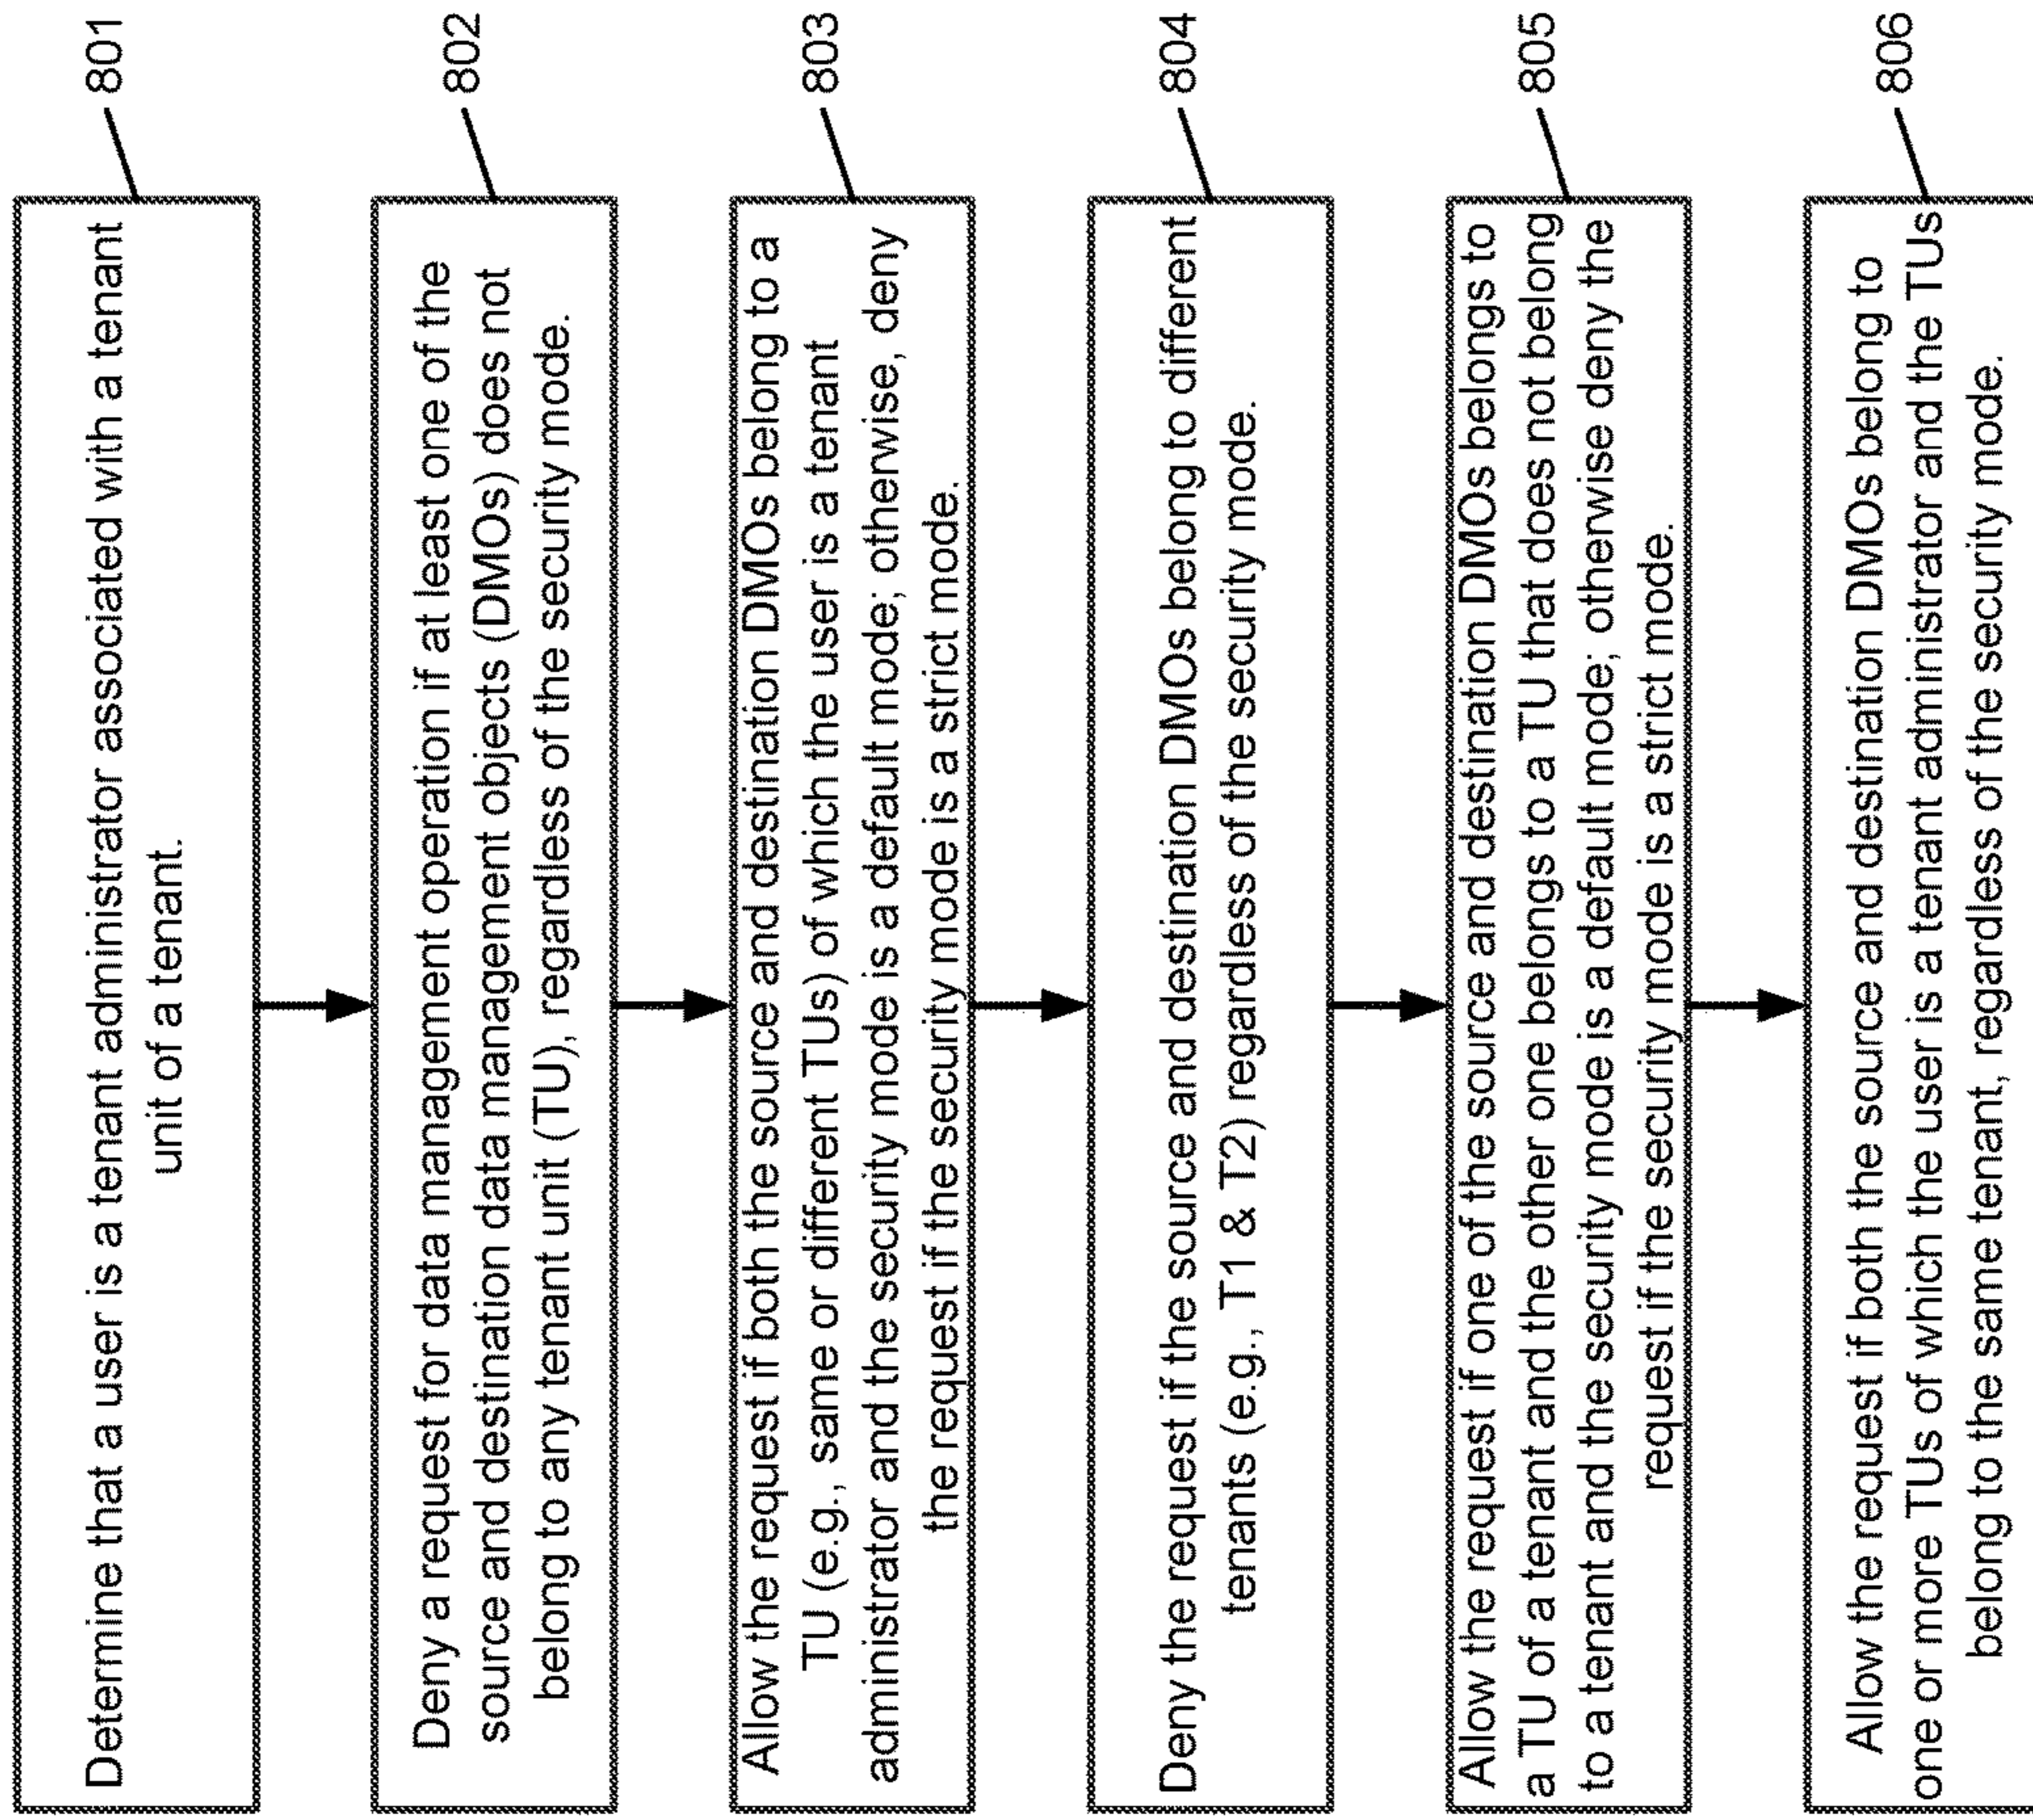 Determine that a user is a tenant administrator associated with a tenant
unit of a tenant.
801
Deny a request for data management operation if at least one of the
source and destination data management objects (DMOs) does not
belong to any tenant unit (TU), regardless of the security mode.
802
Allow the request if both the source and destination DMOs belong to a
TU (e.g., same or different TUs) of which the user is a tenant
administrator and the security mode is a default mode; otherwise, deny
the request if the security mode is a strict mode.
803
Deny the request if the source and destination DMOs belong to different
tenants (e.g., T1 & T2) regardless of the security mode.
804
Allow the request if one of the source and destination DMOs belongs to
a TU of a tenant and the other one belongs to a TU that does not belong
to a tenant and the security mode is a default mode; otherwise deny the
request if the security mode is a strict mode.
805
Allow the request if both the source and destination DMOs belong to
one or more TUs of which the user is a tenant administrator and the TUs
belong to the same tenant, regardless of the security mode.
806